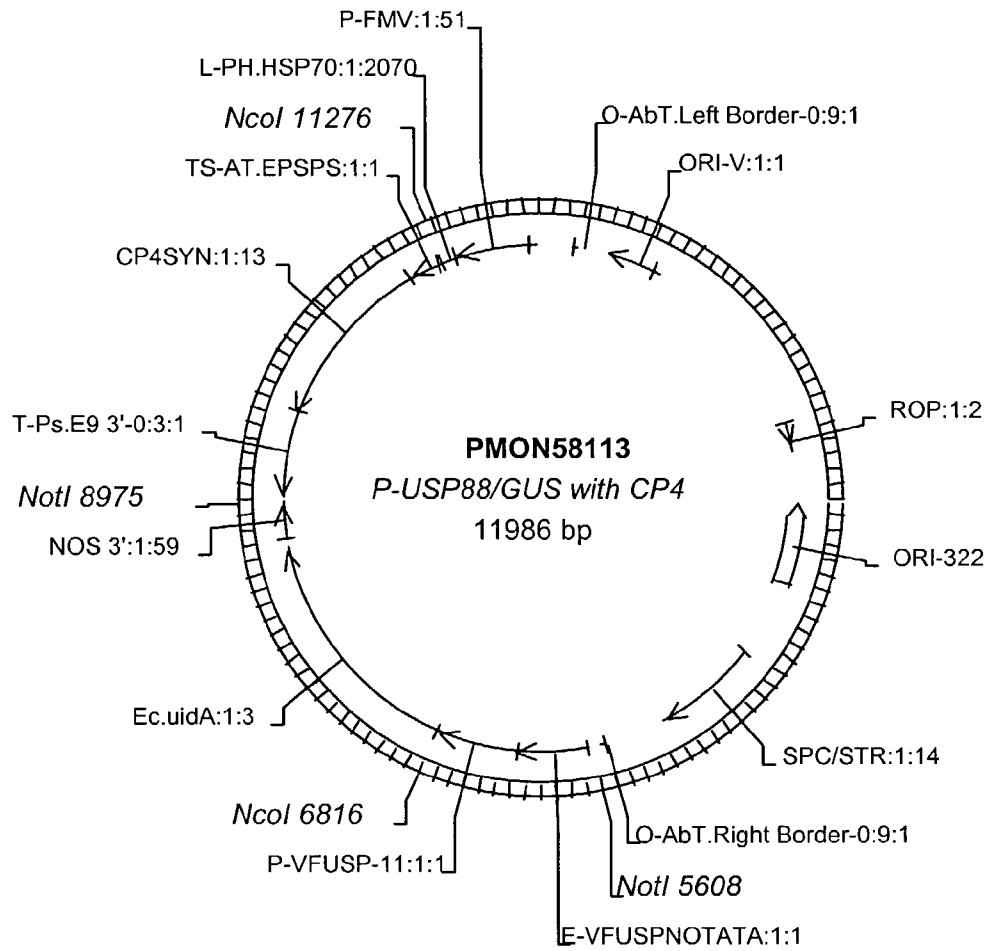 P-FMV:1:51
L-PH.HSP70:1:2070
NcoI 11276
O-AbT.Left Border-0:9:1
TS-AT.EPSPS:1:1
ORI-V:1:1
CP4SYN:1:13
ROP:1:2
T-Ps.E9 3'-0:3:1
PMON58113
P-USP88/GUS with CP4
11986 bp
NotI 8975
NOS 3':1:59
ORI-322
Ec.uidA:1:3
SPC/STR:1:14
NcoI 6816
O-AbT.Right Border-0:9:1
P-VFUSP-11:1:1
NotI 5608
E-VFUSPNOTATA:1:1